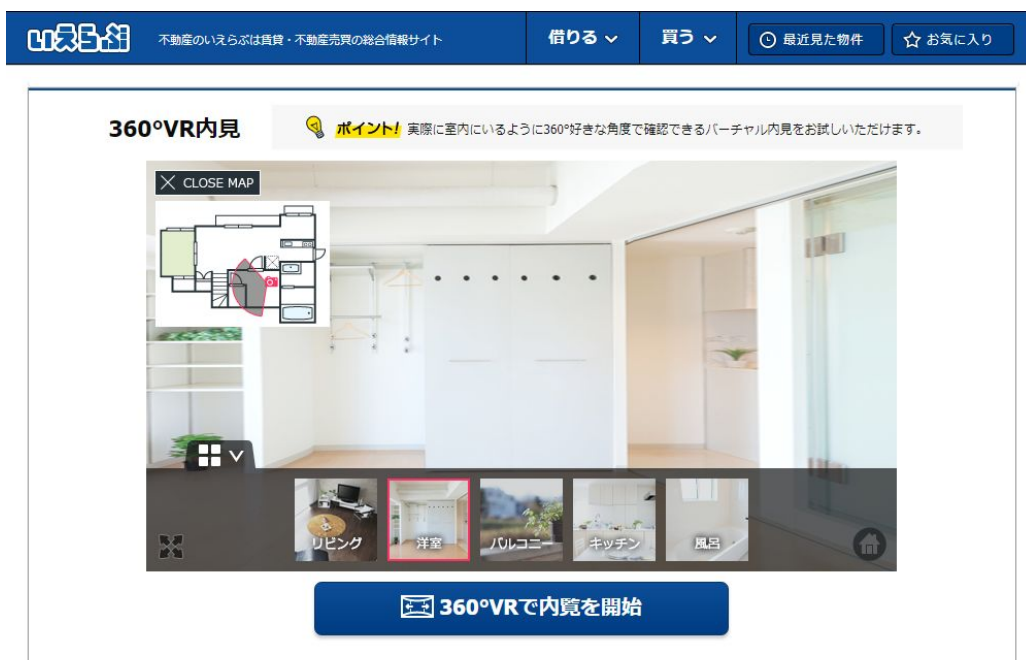 いえらぶ
不動産のいえらぶは賃貸・不動産売買の総合情報サイト
借りる
買う
最近見た物件
お気に入り
360°VR内見
ポイント! 実際に室内にいるように360°好きな角度で確認できるバーチャル内見をお試しいただけます。
CLOSE MAP
リビング
洋室
バルコニー
キッチン
風呂
360°VRで内覧を開始